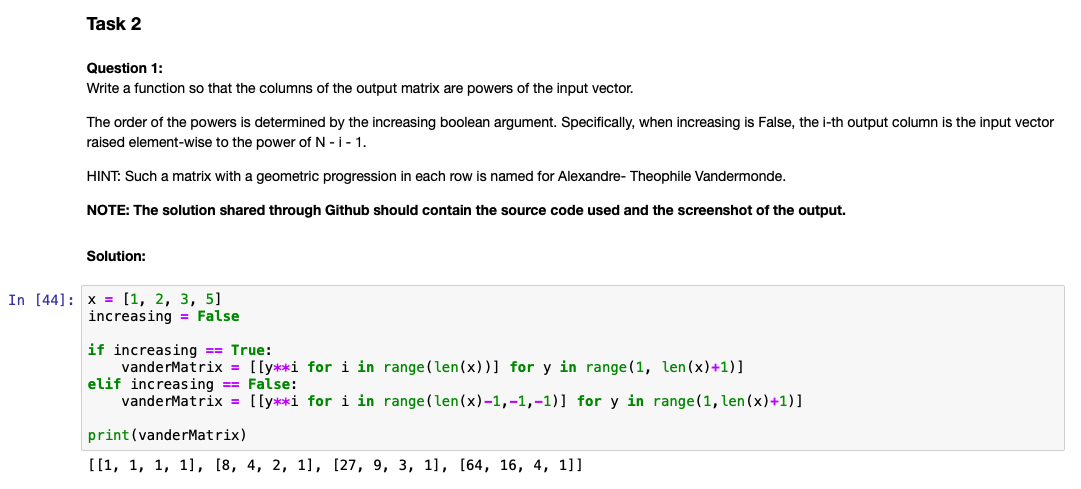 Task 2
Question 1:
Write a function so that the columns of the output matrix are powers of the input vector.
The order of the powers is determined by the increasing boolean argument. Specifically, when increasing is False, the i-th output column is the input vector
raised element-wise to the power of N - i - 1.
HINT: Such a matrix with a geometric progression in each row is named for Alexandre- Theophile Vandermonde.
NOTE: The solution shared through Github should contain the source code used and the screenshot of the output.
Solution:
In [44]: x = [1, 2, 3, 5]
increasing = False
if increasing == True:
    vanderMatrix = [[y**i for i in range(len(x))] for y in range(1, len(x)+1)]
elif increasing == False:
    vanderMatrix = [[y**i for i in range(len(x)-1,-1,-1)] for y in range(1,len(x)+1)]
print(vanderMatrix)
[[1, 1, 1, 1], [8, 4, 2, 1], [27, 9, 3, 1], [64, 16, 4, 1]]